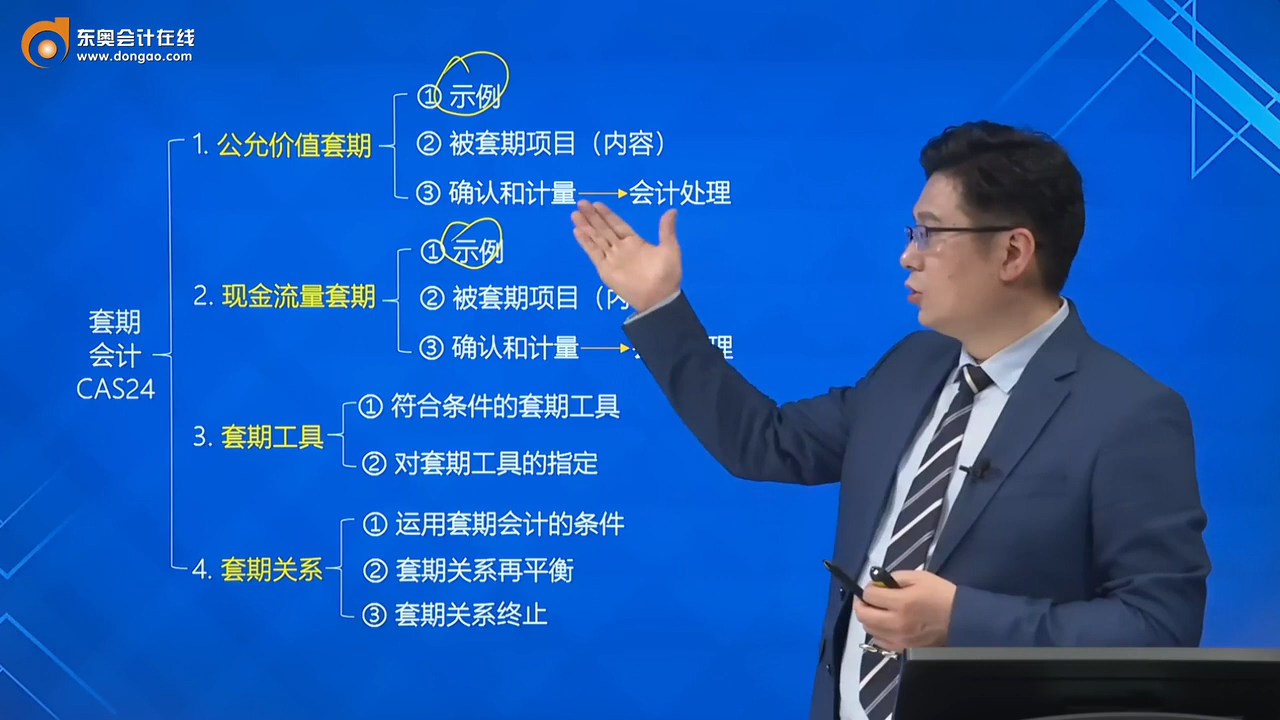 东奥会计在线
www.dongao.com
套期
会计
CAS24
1. 公允价值套期
① 示例
② 被套期项目（内容）
③ 确认和计量 会计处理
2. 现金流量套期
① 示例
② 被套期项目（内
③ 确认和计量 理
3. 套期工具
① 符合条件的套期工具
② 对套期工具的指定
4. 套期关系
① 运用套期会计的条件
② 套期关系再平衡
③ 套期关系终止